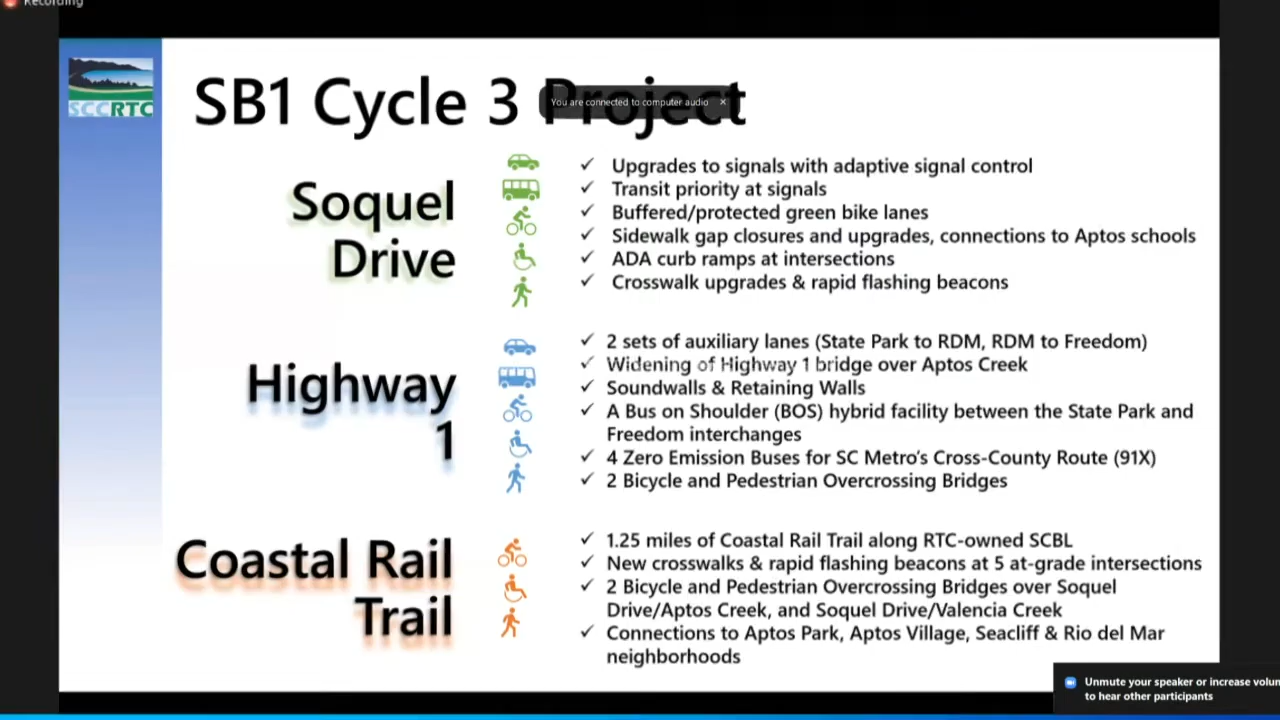 Recording
SCCRTC
SB1 Cycle 3 Project
You are connected to computer audio ×
Soquel
Drive
✓ Upgrades to signals with adaptive signal control
✓ Transit priority at signals
✓ Buffered/protected green bike lanes
✓ Sidewalk gap closures and upgrades, connections to Aptos schools
✓ ADA curb ramps at intersections
✓ Crosswalk upgrades & rapid flashing beacons
Highway
1
✓ 2 sets of auxiliary lanes (State Park to RDM, RDM to Freedom)
✓ Widening of Highway 1 bridge over Aptos Creek
✓ Soundwalls & Retaining Walls
✓ A Bus on Shoulder (BOS) hybrid facility between the State Park and
Freedom interchanges
✓ 4 Zero Emission Buses for SC Metro's Cross-County Route (91X)
✓ 2 Bicycle and Pedestrian Overcrossing Bridges
Coastal Rail
Trail
✓ 1.25 miles of Coastal Rail Trail along RTC-owned SCBL
✓ New crosswalks & rapid flashing beacons at 5 at-grade intersections
✓ 2 Bicycle and Pedestrian Overcrossing Bridges over Soquel
Drive/Aptos Creek, and Soquel Drive/Valencia Creek
✓ Connections to Aptos Park, Aptos Village, Seacliff & Rio del Mar
neighborhoods
Unmute your speaker or increase volun
to hear other participants